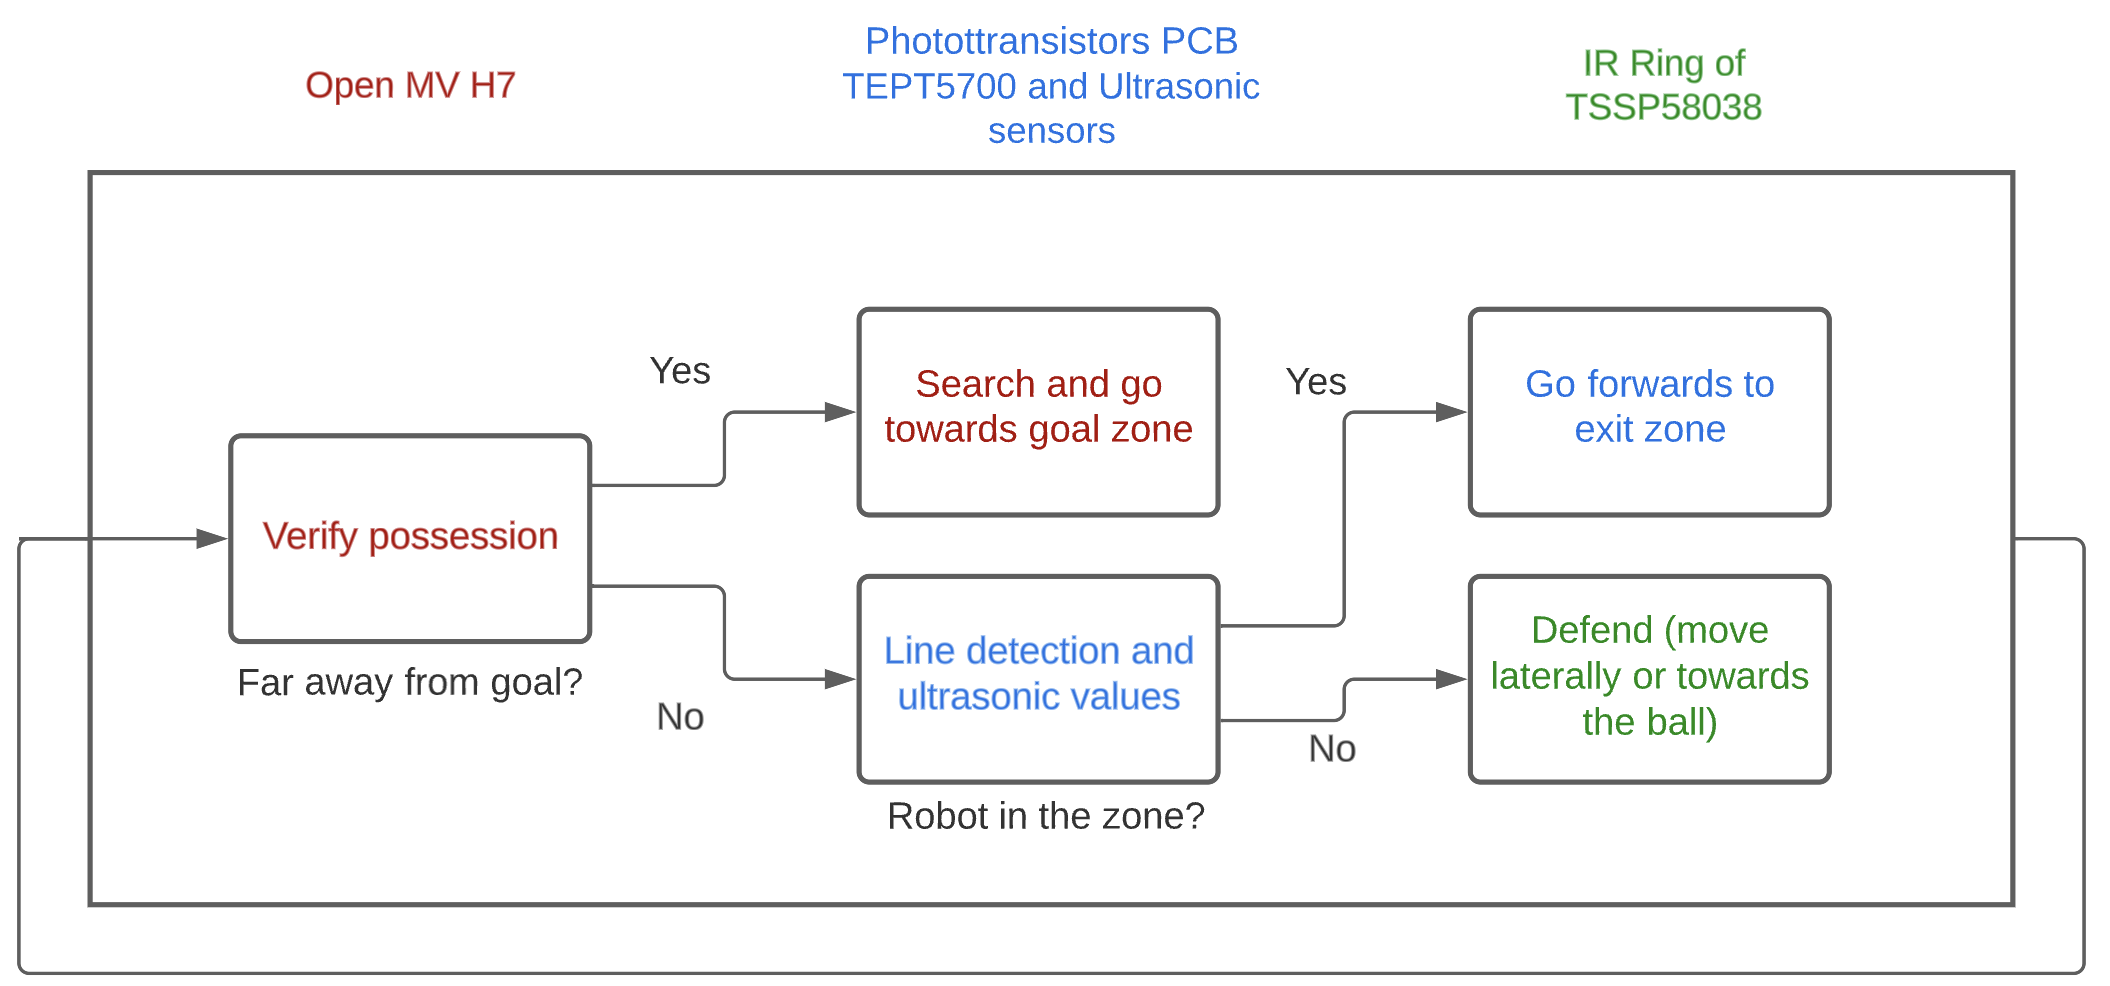 Open MV H7
Photottransistors PCB
TEPT5700 and Ultrasonic
sensors
IR Ring of
TSSP58038
Yes
Search and go
towards goal zone
Yes
Go forwards to
exit zone
Verify possession
Far away from goal?
No
Line detection and
ultrasonic values
Robot in the zone?
No
Defend (move
laterally or towards
the ball)